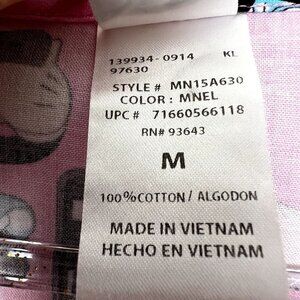 139934-0914 KL
97630
STYLE # MN15A630
COLOR : MNEL
UPC # 71660566118
RN# 93643
M
100%COTTON / ALGODON
MADE IN VIETNAM
HECHO EN VIETNAM